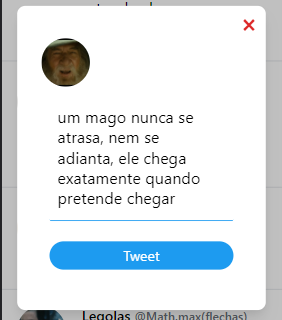 um mago nunca se
atrasa, nem se
adianta, ele chega
exatamente quando
pretende chegar
Tweet
Legolas @Math.max(flechas)